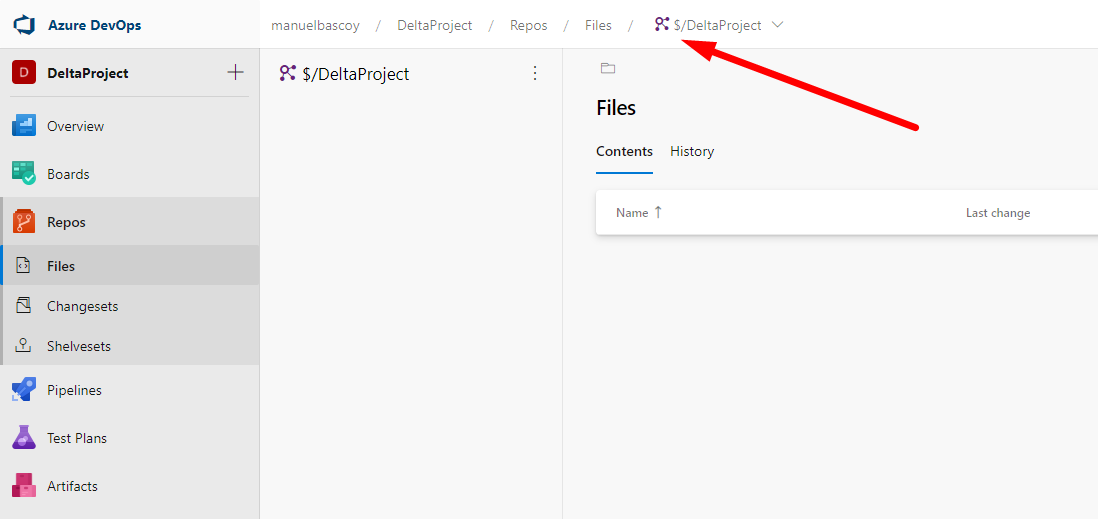 Azure DevOps
manuelbascoy / DeltaProject / Repos / Files / $/DeltaProject
D DeltaProject
$/DeltaProject
Files
Overview
Contents History
Boards
Name ↑ Last change
Repos
Files
Changesets
Shelvesets
Pipelines
Test Plans
Artifacts